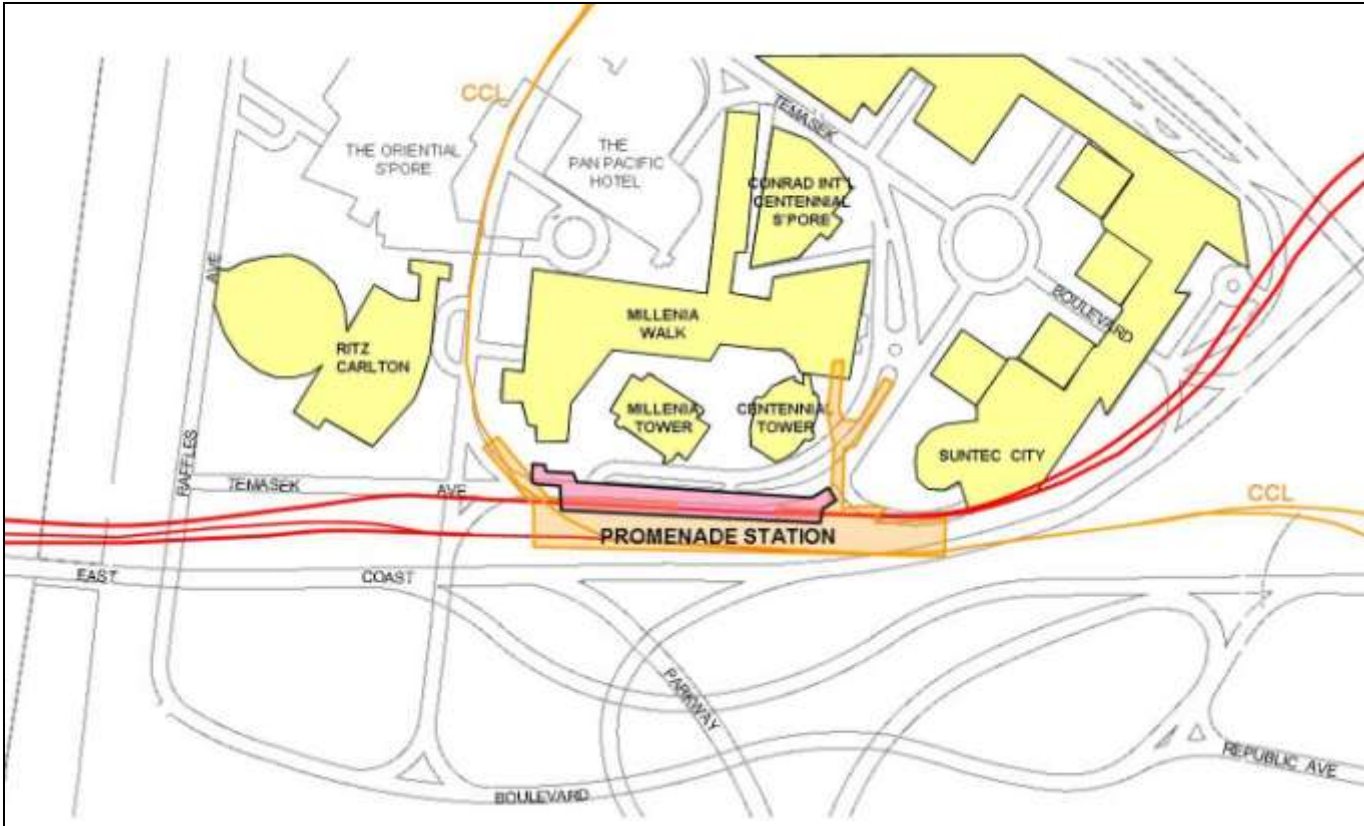 CCL
TEMASEK
THE ORIENTIAL
S'PORE
THE
PAN PACIFIC
HOTEL
CONRAD INT'L
CENTENNIAL
S'PORE
AVE
BOULEVARD
MILLENIA
WALK
RITZ
CARLTON
MILLENIA
TOWER
CENTENNIAL
TOWER
RAFFLES
SUNTEC CITY
TEMASEK
AVE
CCL
PROMENADE STATION
EAST
COAST
PARKWAY
REPUBLIC AVE
BOULEVARD